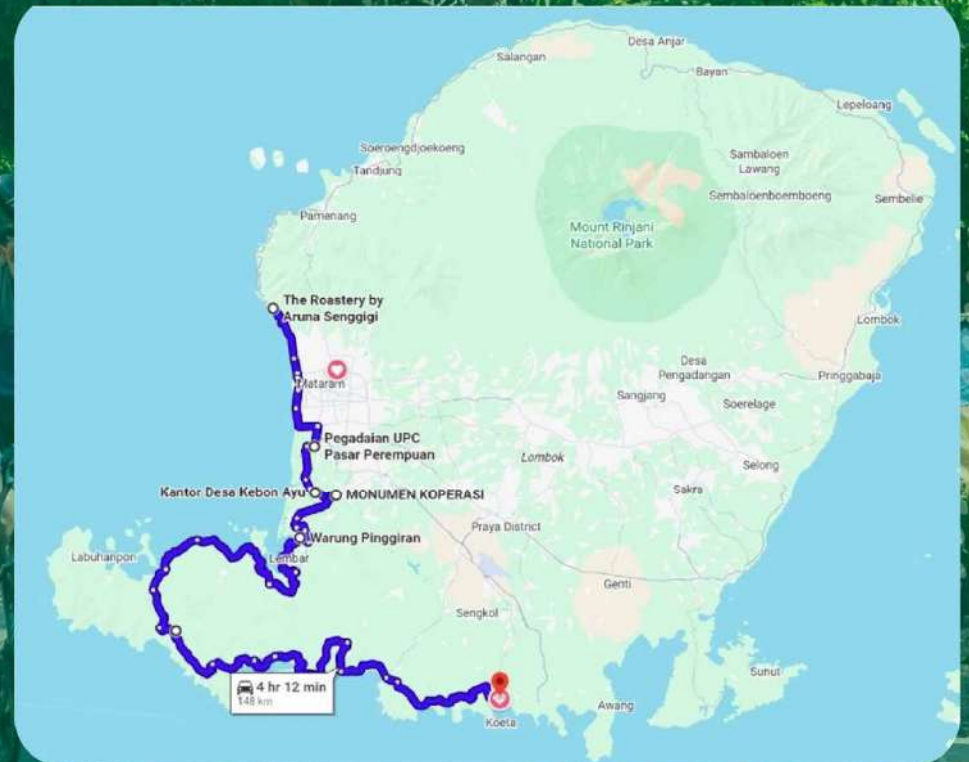 Desa Anjar
Salangan
Bayan
Lepeloang
Soeroengdjoekoeng
Tandjung
Sambaloen
Lawang
Sembaloenboemboeng
Sembelie
Pamenang
Mount Rinjani
National Park
The Roastery by
Aruna Senggigi
Lombok
Mataram
Desa
Pengadangan
Pringgabaja
Sangjang
Soerelage
Pegadaian UPC
Pasar Perempuan
Lombok
Selong
Kantor Desa Kebon Ayu
MONUMEN KOPERASI
Sakra
Praya District
Warung Pinggiran
Labuhanpon
Lembar
Genti
Sengkol
4 hr 12 min
148 km
Sunut
Awang
Koeta